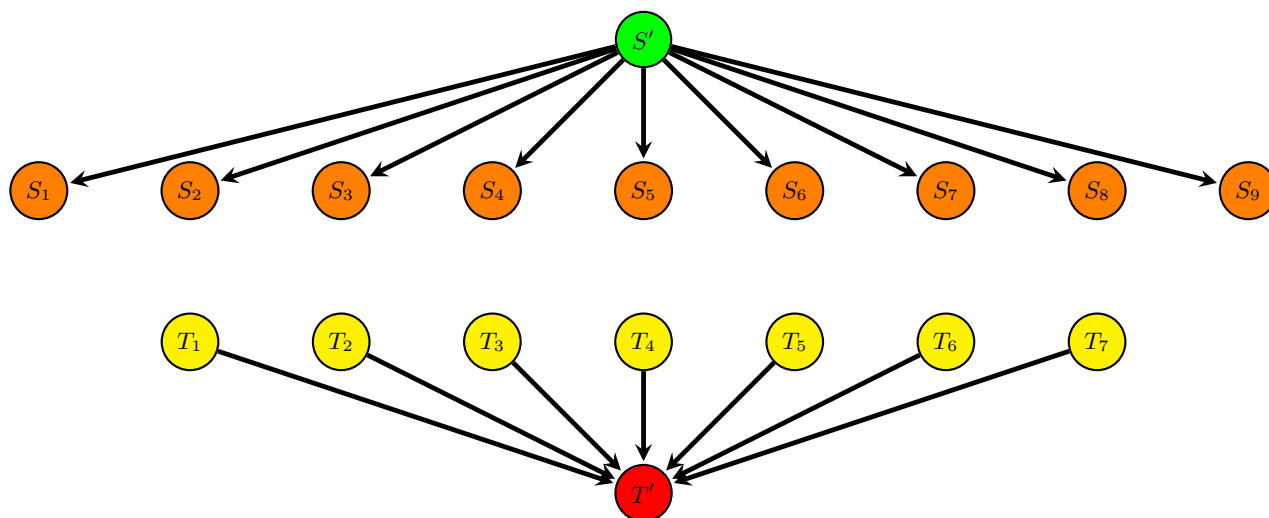 S′
S₁ S₂ S₃ S₄ S₅ S₆ S₇ S₈ S₉
T₁ T₂ T₃ T₄ T₅ T₆ T₇
T′